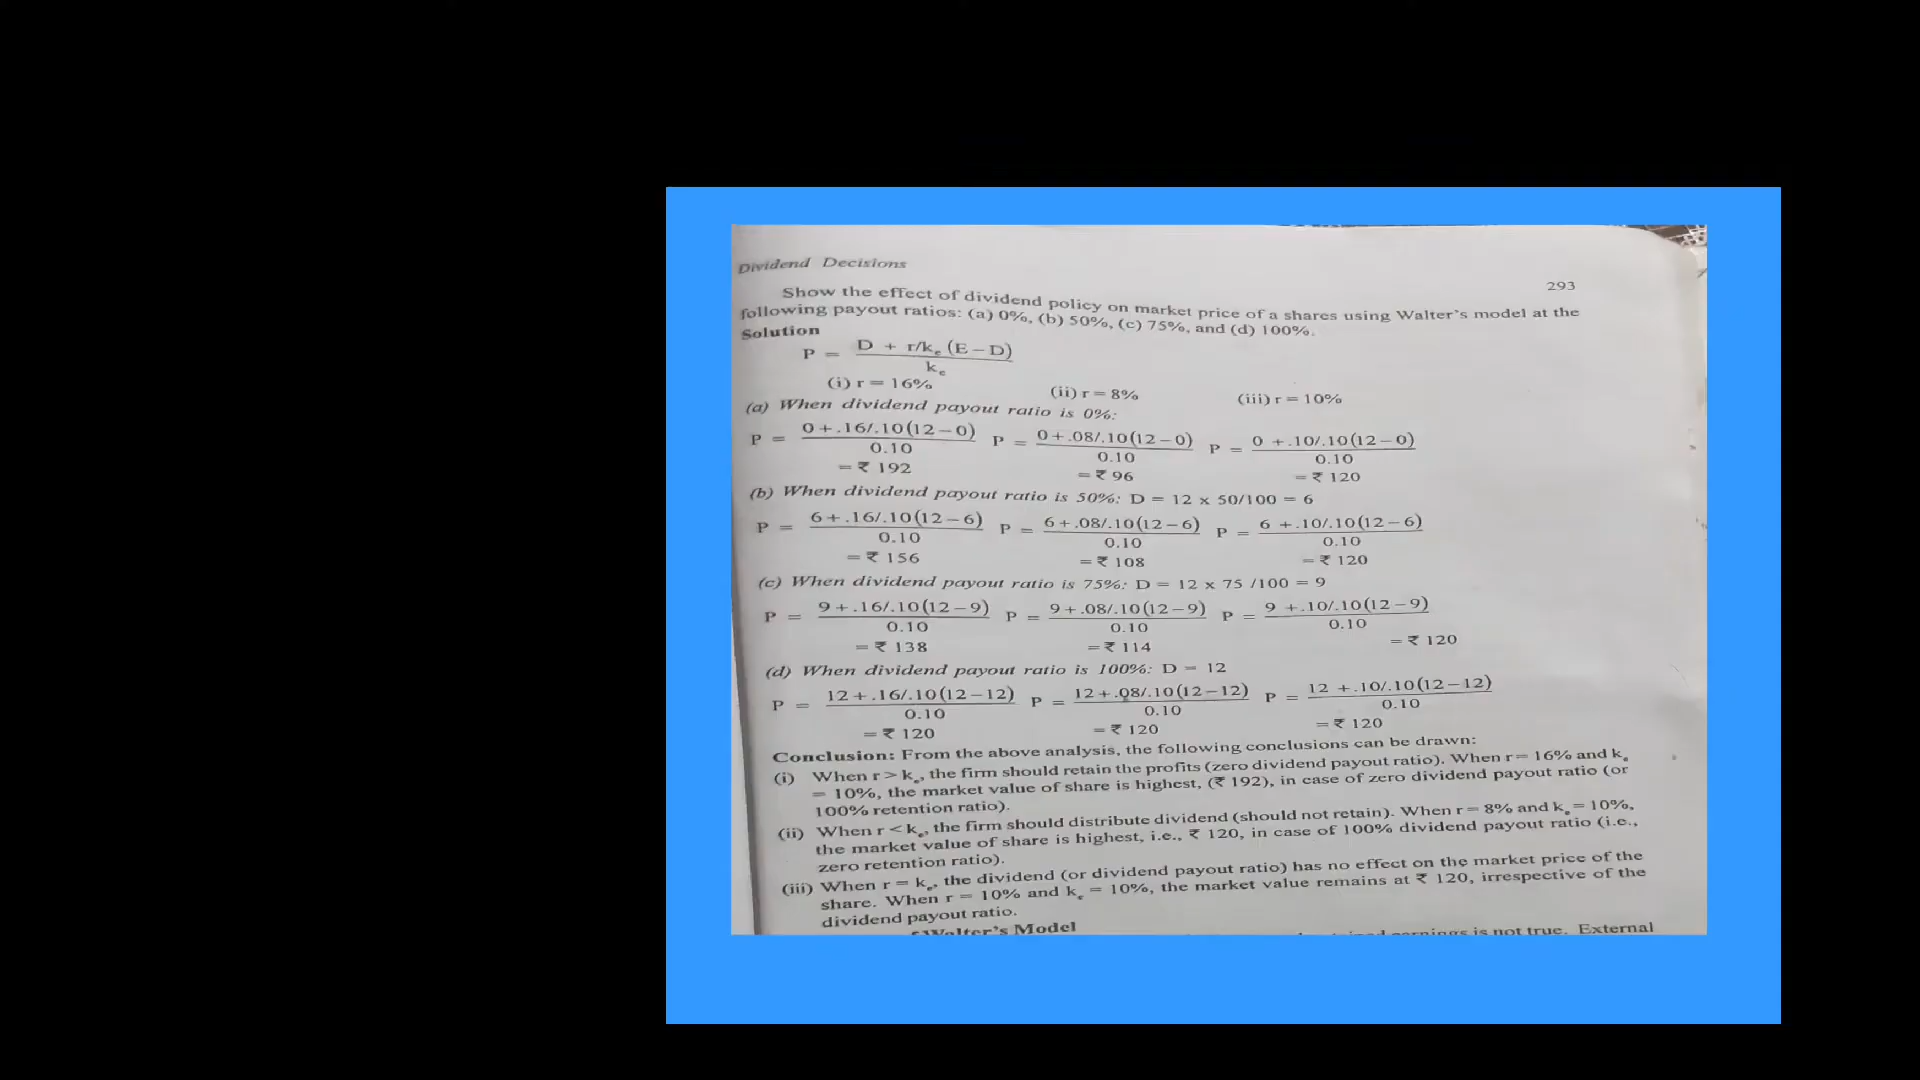 Dividend Decisions
293
Show the effect of dividend policy on market price of a shares using Walter's model at the
following payout ratios: (a) 0%, (b) 50%, (c) 75%, and (d) 100%.
Solution
P = D + r/kₑ (E – D) / kₑ
(i) r = 16% (ii) r = 8% (iii) r = 10%
(a) When dividend payout ratio is 0%:
P = 0 + .16/.10(12 – 0) / 0.10 P = 0 + .08/.10(12 – 0) / 0.10 P = 0 + .10/.10(12 – 0) / 0.10
= ₹ 192 = ₹ 96 = ₹ 120
(b) When dividend payout ratio is 50%: D = 12 x 50/100 = 6
P = 6 + .16/.10(12 – 6) / 0.10 P = 6 + .08/.10(12 – 6) / 0.10 P = 6 + .10/.10(12 – 6) / 0.10
= ₹ 156 = ₹ 108 = ₹ 120
(c) When dividend payout ratio is 75%: D = 12 x 75 /100 = 9
P = 9 + .16/.10(12 – 9) / 0.10 P = 9 + .08/.10(12 – 9) / 0.10 P = 9 + .10/.10(12 – 9) / 0.10
= ₹ 138 = ₹ 114 = ₹ 120
(d) When dividend payout ratio is 100%: D = 12
P = 12 + .16/.10(12 – 12) / 0.10 P = 12 + .08/.10(12 – 12) / 0.10 P = 12 + .10/.10(12 – 12) / 0.10
= ₹ 120 = ₹ 120 = ₹ 120
Conclusion: From the above analysis, the following conclusions can be drawn:
(i) When r > kₑ, the firm should retain the profits (zero dividend payout ratio). When r = 16% and kₑ
= 10%, the market value of share is highest, (₹ 192), in case of zero dividend payout ratio (or
100% retention ratio).
(ii) When r < kₑ, the firm should distribute dividend (should not retain). When r = 8% and kₑ = 10%,
the market value of share is highest, i.e., ₹ 120, in case of 100% dividend payout ratio (i.e.,
zero retention ratio).
(iii) When r = kₑ, the dividend (or dividend payout ratio) has no effect on the market price of the
share. When r = 10% and kₑ = 10%, the market value remains at ₹ 120, irrespective of the
dividend payout ratio.
Walter's Model
earnings is not true. External